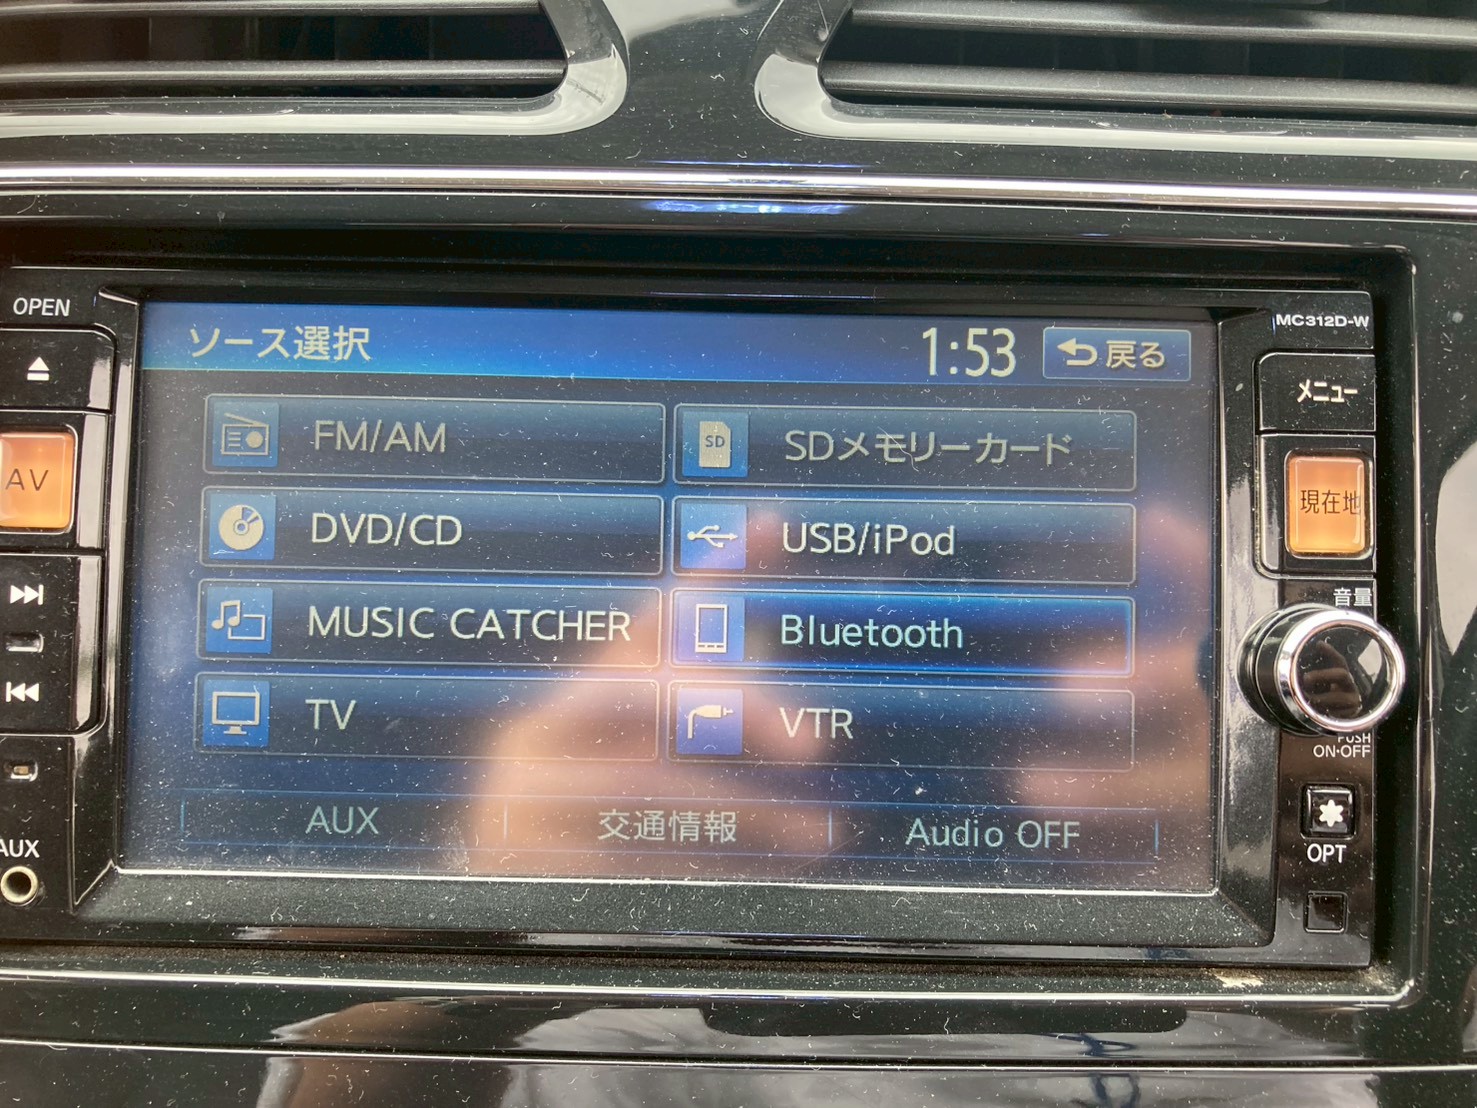 OPEN
MC312D-W
ソース選択 1:53 戻る
メニュー
FM/AM SDメモリーカード
SD
AV
現在地
DVD/CD USB/iPod
音量
MUSIC CATCHER Bluetooth
TV VTR
PUSH
ON·OFF
AUX 交通情報 Audio OFF
AUX
OPT